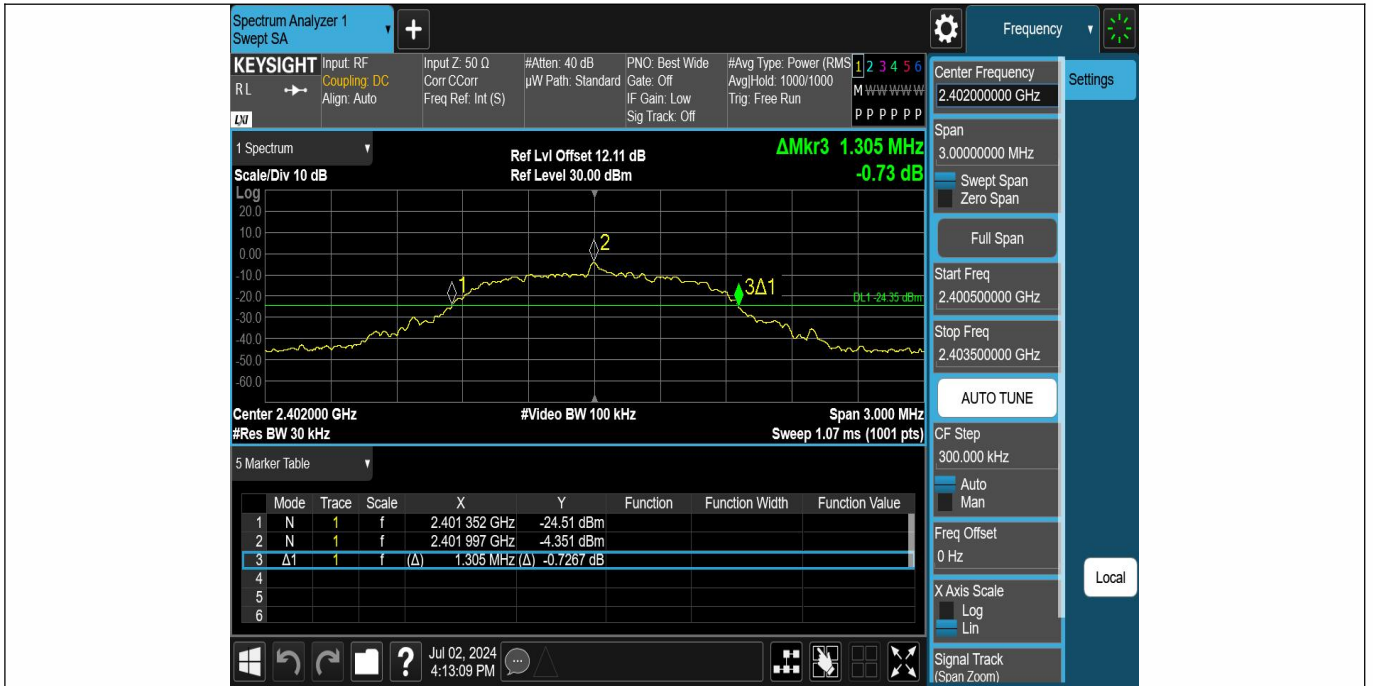 Spectrum Analyzer 1
Swept SA
+
Frequency
KEYSIGHT
RL
LXI
Input: RF
Coupling: DC
Align: Auto
Input Z: 50 Ω
Corr CCorr
Freq Ref: Int (S)
#Atten: 40 dB
µW Path: Standard
PNO: Best Wide
Gate: Off
IF Gain: Low
Sig Track: Off
#Avg Type: Power (RMS
Avg|Hold: 1000/1000
Trig: Free Run
1 2 3 4 5 6
M W W W W W
P P P P P P
1 Spectrum
Scale/Div 10 dB
Ref Lvl Offset 12.11 dB
Ref Level 30.00 dBm
ΔMkr3 1.305 MHz
-0.73 dB
Log
20.0
10.0
0.00
-10.0
-20.0
-30.0
-40.0
-50.0
-60.0
1
2
3Δ1
DL1 -24.35 dBm
Center 2.402000 GHz
#Video BW 100 kHz
Span 3.000 MHz
#Res BW 30 kHz
Sweep 1.07 ms (1001 pts)
5 Marker Table
Mode Trace Scale X Y Function Function Width Function Value
1 N 1 f 2.401 352 GHz -24.51 dBm
2 N 1 f 2.401 997 GHz -4.351 dBm
3 Δ1 1 f (Δ) 1.305 MHz (Δ) -0.7267 dB
4
5
6
?
Jul 02, 2024
4:13:09 PM
Center Frequency
2.402000000 GHz
Settings
Span
3.00000000 MHz
Swept Span
Zero Span
Full Span
Start Freq
2.400500000 GHz
Stop Freq
2.403500000 GHz
AUTO TUNE
CF Step
300.000 kHz
Auto
Man
Freq Offset
0 Hz
Local
X Axis Scale
Log
Lin
Signal Track
(Span Zoom)